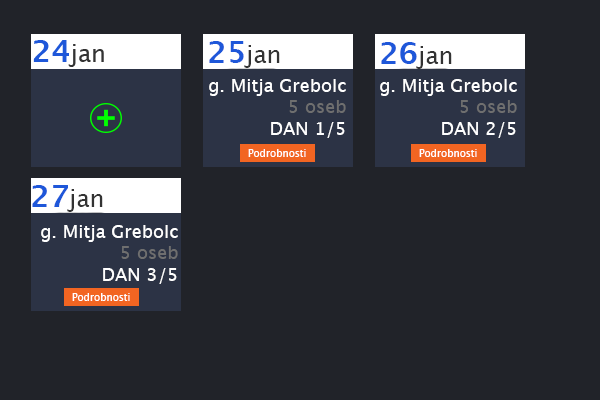 24jan
25jan
g. Mitja Grebolc
5 oseb
DAN 1/5
Podrobnosti
26jan
g. Mitja Grebolc
5 oseb
DAN 2/5
Podrobnosti
27jan
g. Mitja Grebolc
5 oseb
DAN 3/5
Podrobnosti